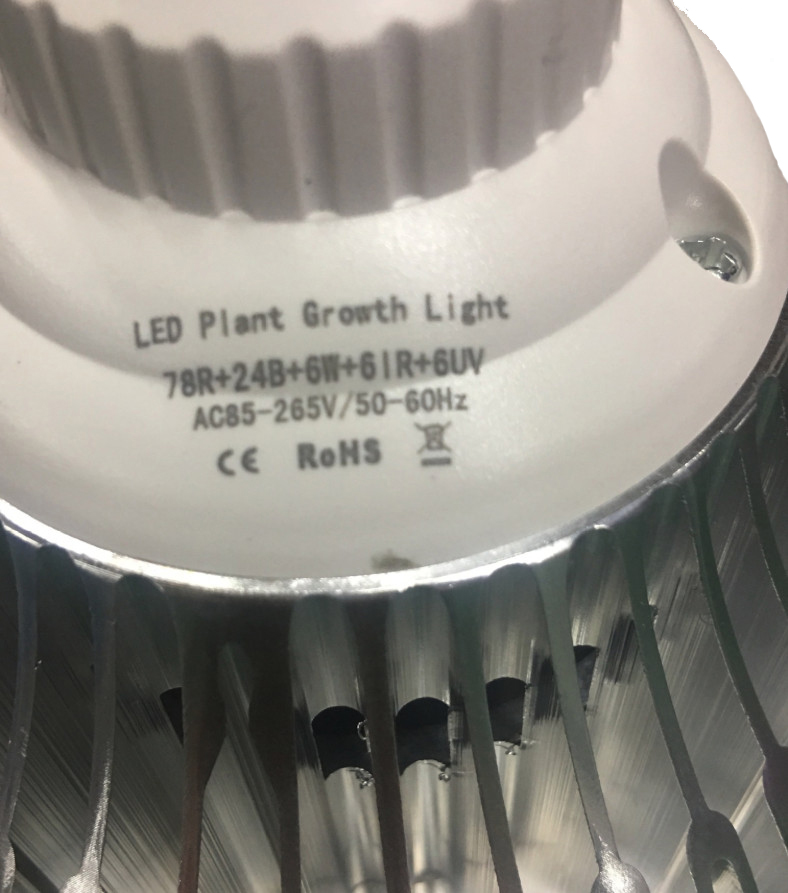 LED Plant Growth Light
78R+24B+6W+6IR+6UV
AC85-265V/50-60Hz
CE RoHS